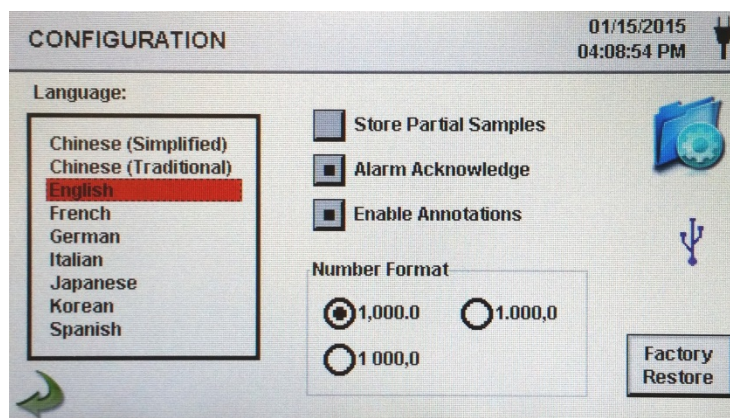 CONFIGURATION
01/15/2015
04:08:54 PM
Language:
Chinese (Simplified)
Chinese (Traditional)
English
French
German
Italian
Japanese
Korean
Spanish
Store Partial Samples
Alarm Acknowledge
Enable Annotations
Number Format
1,000.0
1.000,0
1 000,0
Factory
Restore